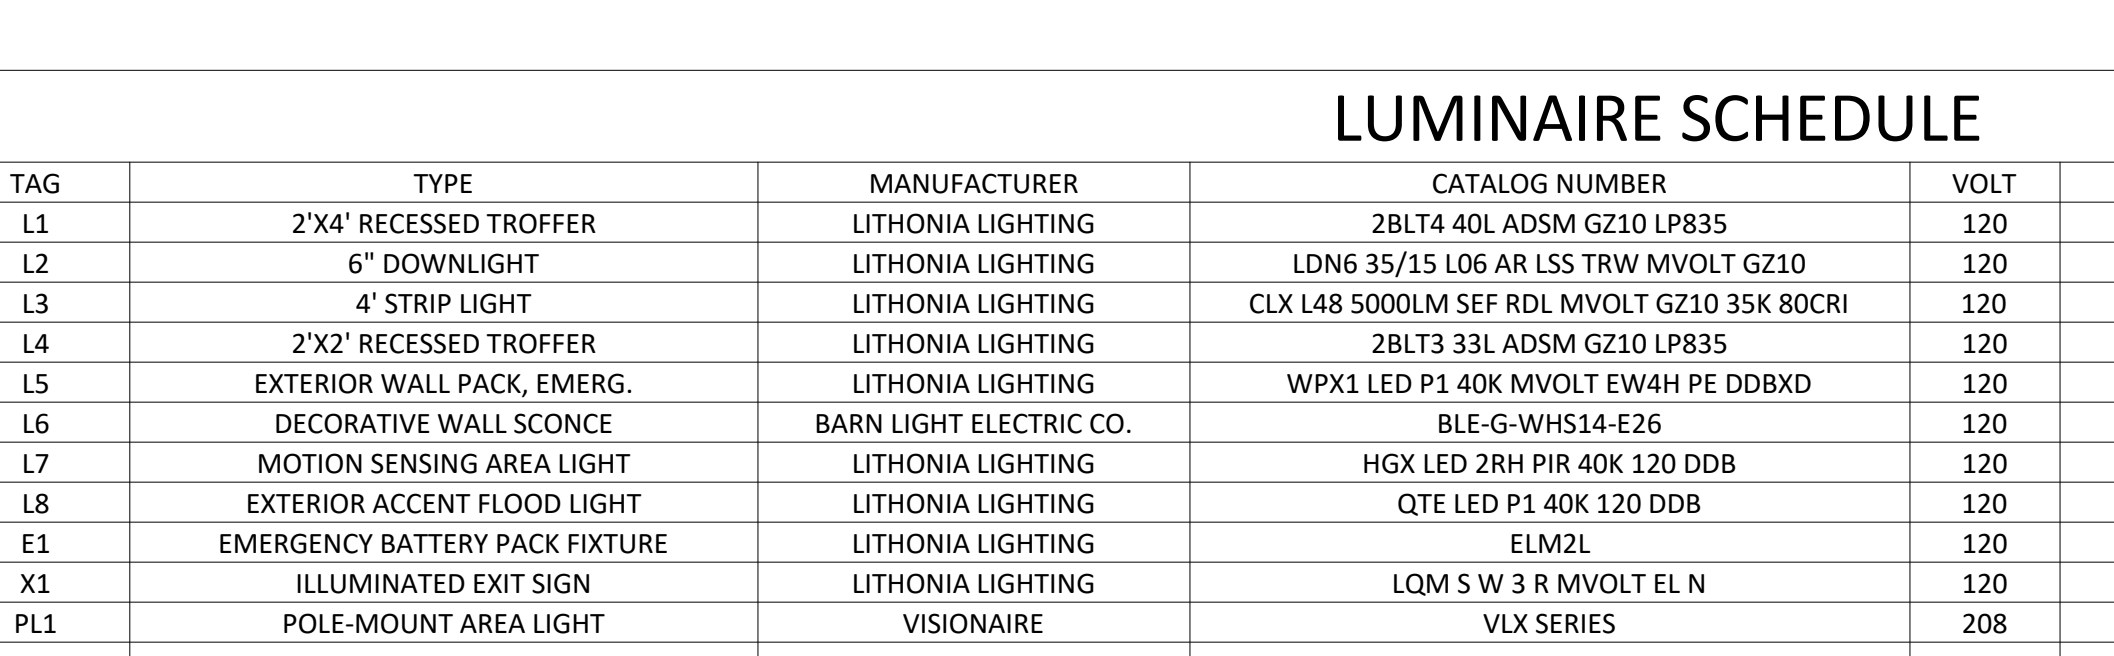 LUMINAIRE SCHEDULE
TAG TYPE MANUFACTURER CATALOG NUMBER VOLT
L1 2'X4' RECESSED TROFFER LITHONIA LIGHTING 2BLT4 40L ADSM GZ10 LP835 120
L2 6" DOWNLIGHT LITHONIA LIGHTING LDN6 35/15 L06 AR LSS TRW MVOLT GZ10 120
L3 4' STRIP LIGHT LITHONIA LIGHTING CLX L48 5000LM SEF RDL MVOLT GZ10 35K 80CRI 120
L4 2'X2' RECESSED TROFFER LITHONIA LIGHTING 2BLT3 33L ADSM GZ10 LP835 120
L5 EXTERIOR WALL PACK, EMERG. LITHONIA LIGHTING WPX1 LED P1 40K MVOLT EW4H PE DDBXD 120
L6 DECORATIVE WALL SCONCE BARN LIGHT ELECTRIC CO. BLE-G-WHS14-E26 120
L7 MOTION SENSING AREA LIGHT LITHONIA LIGHTING HGX LED 2RH PIR 40K 120 DDB 120
L8 EXTERIOR ACCENT FLOOD LIGHT LITHONIA LIGHTING QTE LED P1 40K 120 DDB 120
E1 EMERGENCY BATTERY PACK FIXTURE LITHONIA LIGHTING ELM2L 120
X1 ILLUMINATED EXIT SIGN LITHONIA LIGHTING LQM S W 3 R MVOLT EL N 120
PL1 POLE-MOUNT AREA LIGHT VISIONAIRE VLX SERIES 208